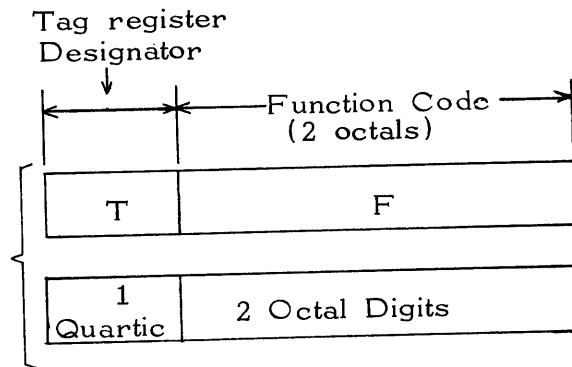 Tag register
Designator
Function Code
(2 octals)
T
F
1
Quartic
2 Octal Digits